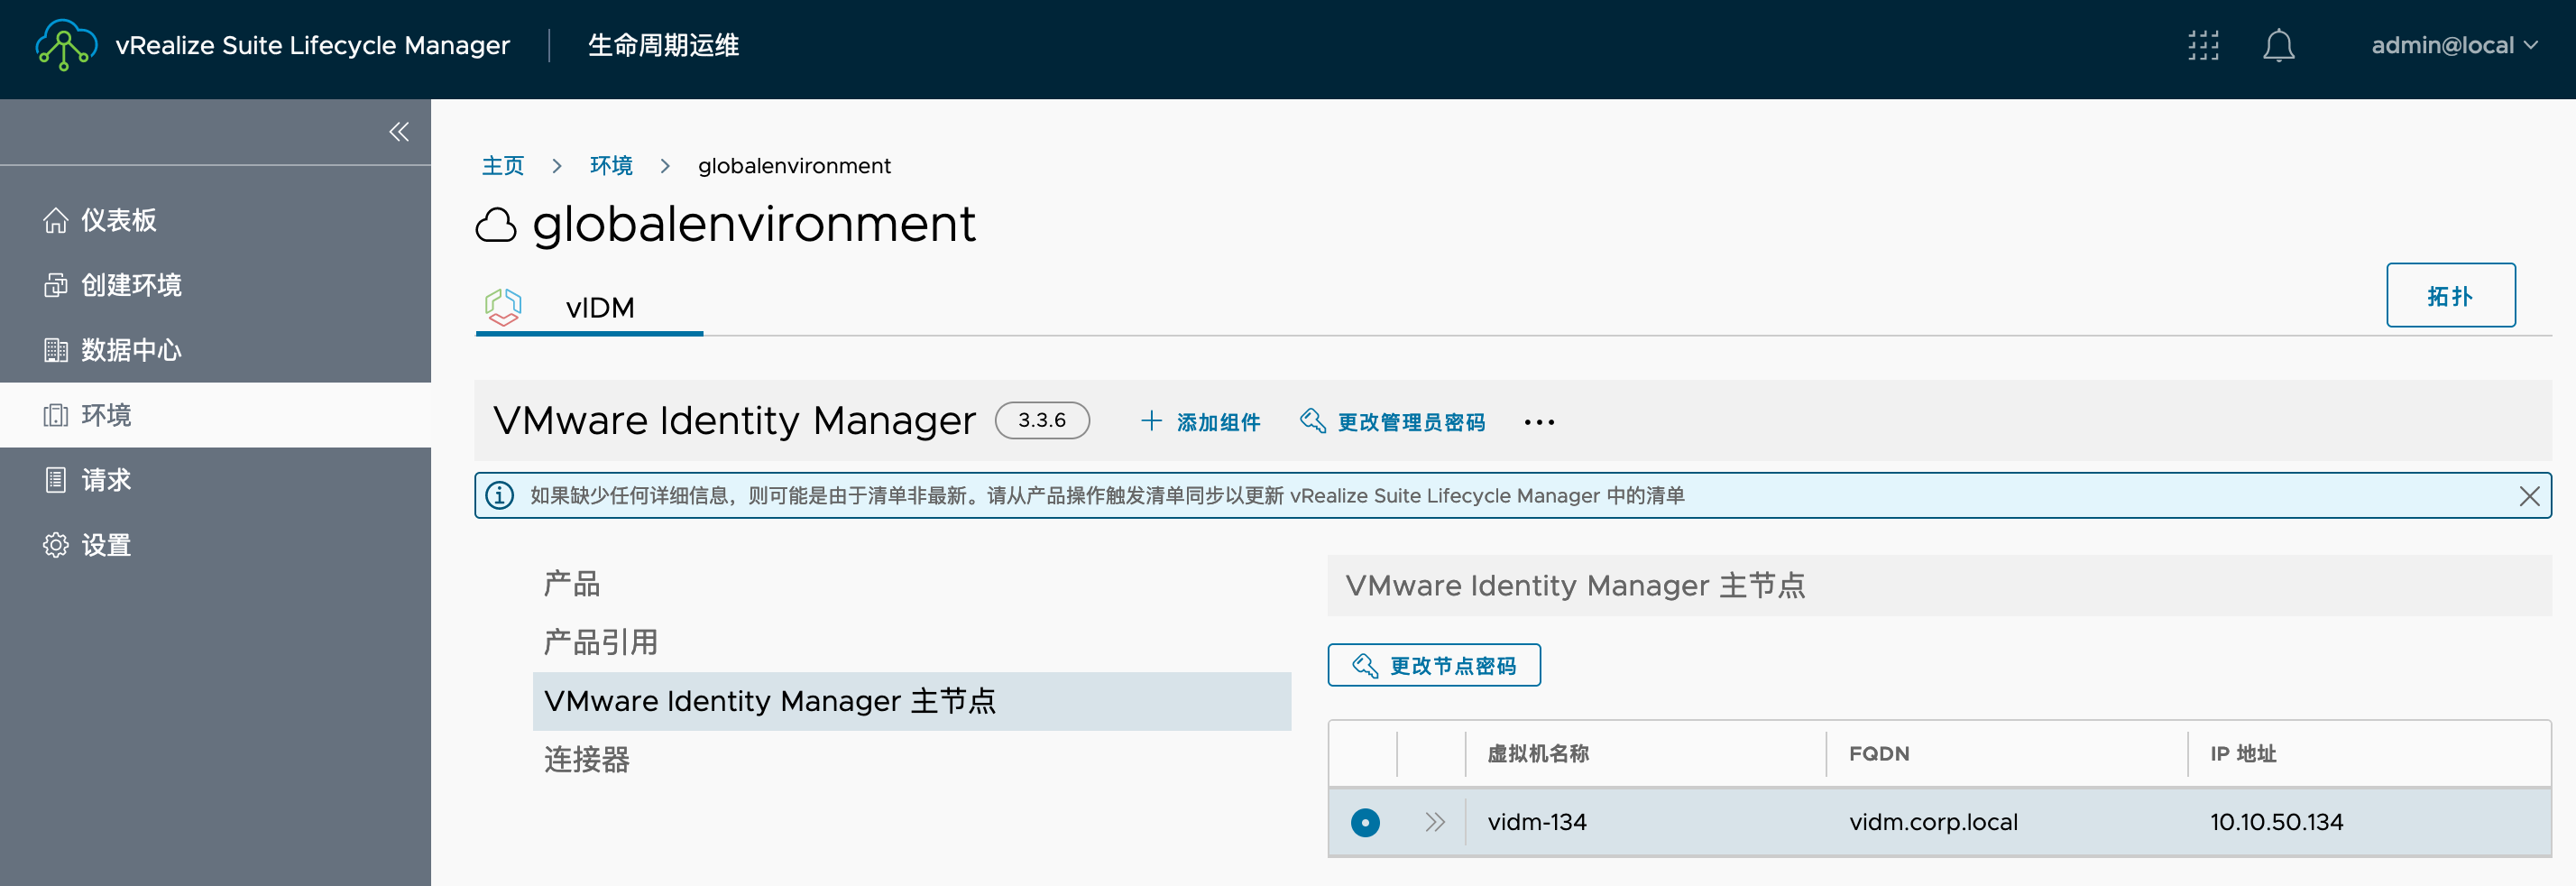 vRealize Suite Lifecycle Manager
生命周期运维
admin@local
仪表板
创建环境
数据中心
环境
请求
设置
主页 > 环境 > globalenvironment
globalenvironment
vIDM
拓扑
VMware Identity Manager 3.3.6 + 添加组件 更改管理员密码 ...
如果缺少任何详细信息，则可能是由于清单非最新。请从产品操作触发清单同步以更新 vRealize Suite Lifecycle Manager 中的清单
产品
产品引用
VMware Identity Manager 主节点
连接器
VMware Identity Manager 主节点
更改节点密码
虚拟机名称 FQDN IP 地址
vidm-134 vidm.corp.local 10.10.50.134